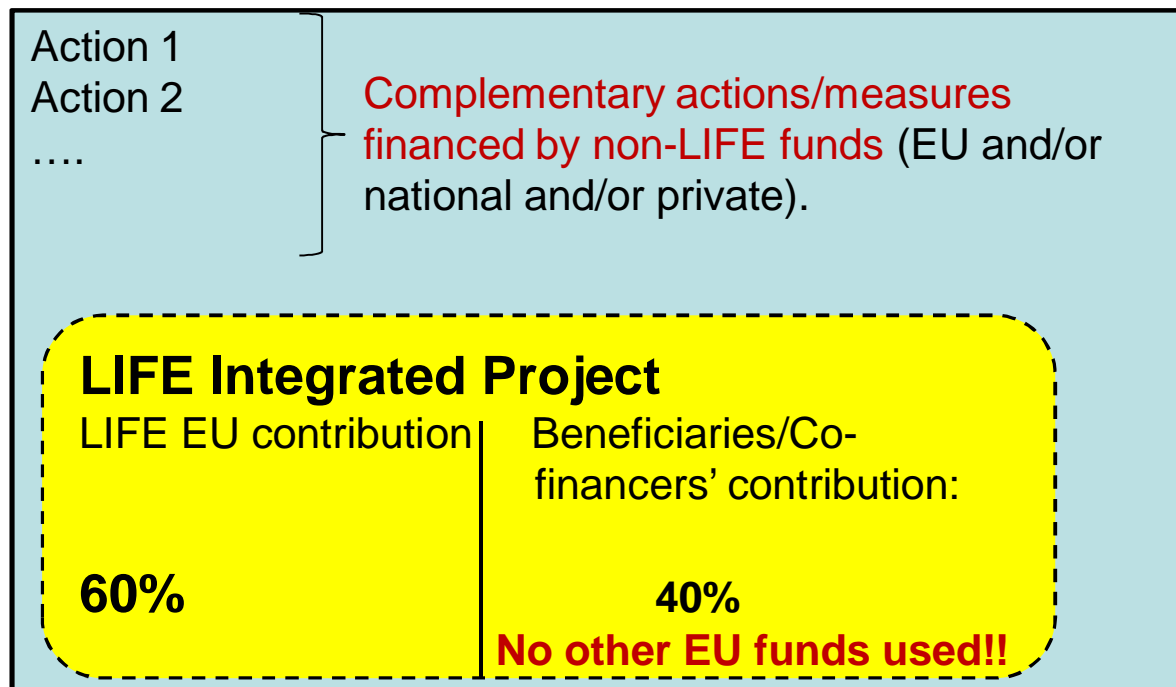 Action 1
Action 2
….
Complementary actions/measures
financed by non-LIFE funds (EU and/or
national and/or private).
LIFE Integrated Project
LIFE EU contribution
60%
Beneficiaries/Co-
financers’ contribution:
40%
No other EU funds used!!